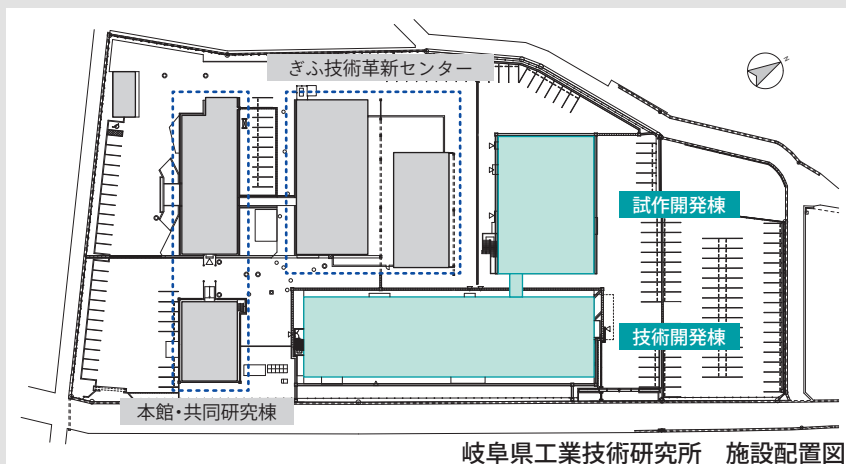 ぎふ技術革新センター
N
試作開発棟
技術開発棟
本館・共同研究棟
岐阜県工業技術研究所　施設配置図